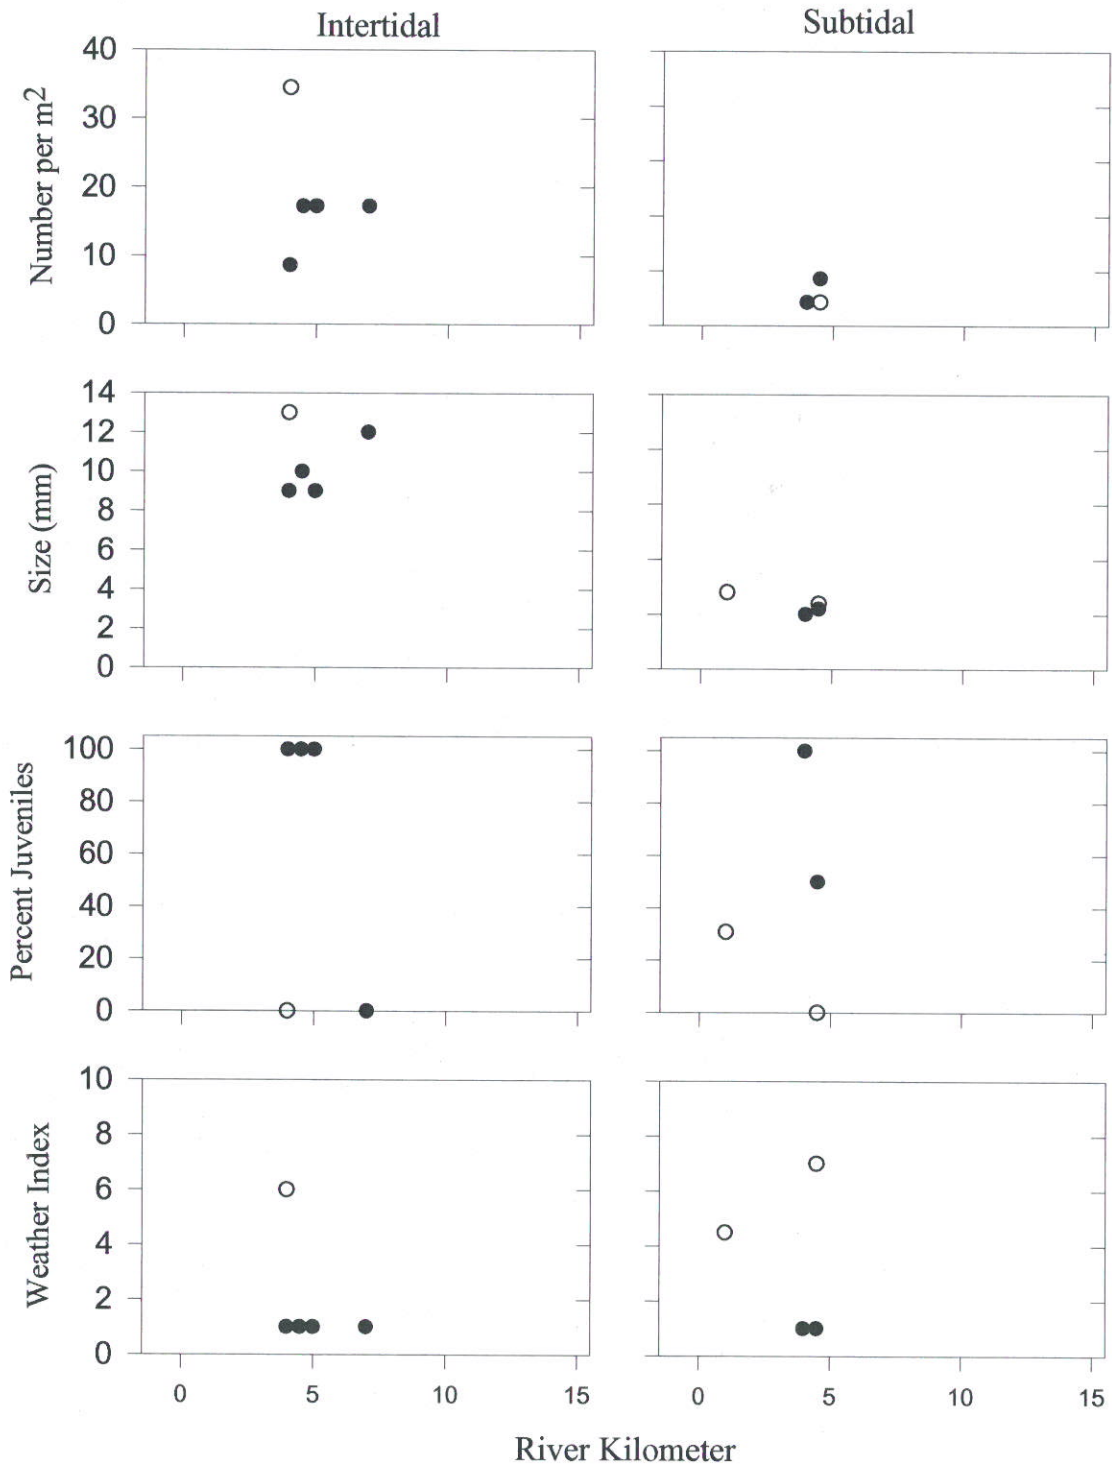 Intertidal
Subtidal
Number per m2
40
30
20
10
0
Size (mm)
14
12
10
8
6
4
2
0
Percent Juveniles
100
80
60
40
20
0
Weather Index
10
8
6
4
2
0
0 5 10 15
0 5 10 15
River Kilometer